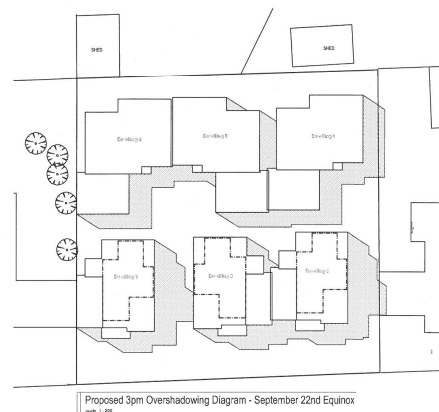 SHED
SHED
Dwelling 4
Dwelling 5
Dwelling 6
Dwelling 1
Dwelling 2
Dwelling 3
Proposed 3pm Overshadowing Diagram - September 22nd Equinox